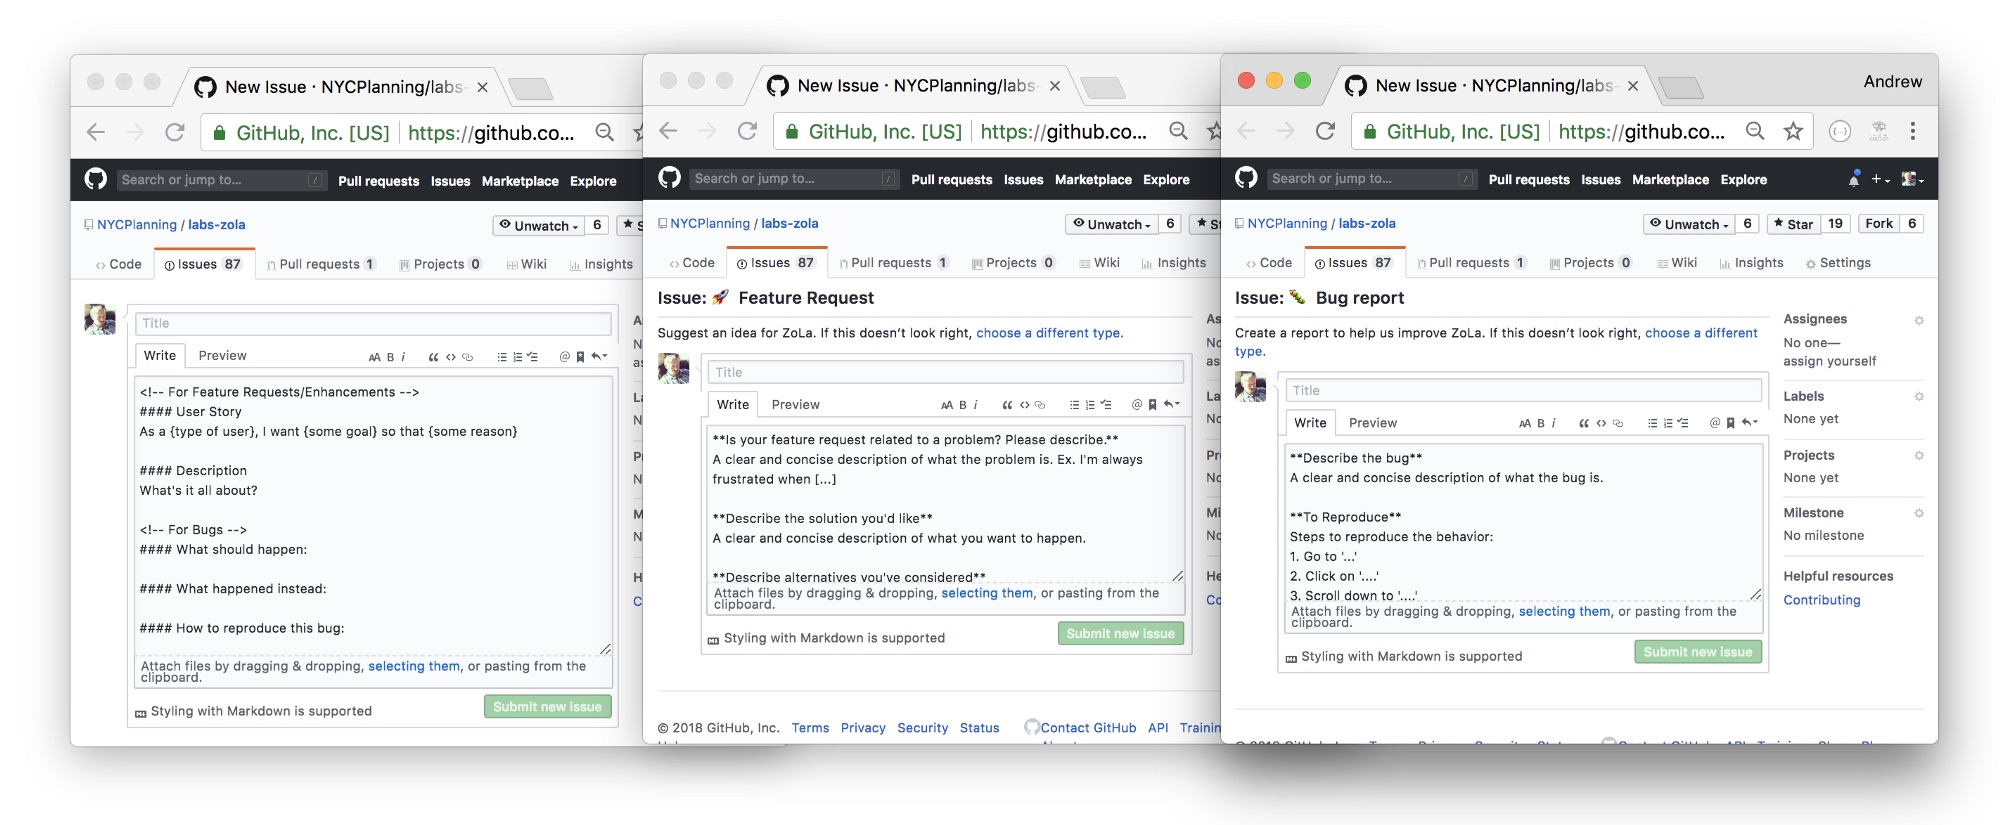 New Issue · NYCPlanning/labs-
GitHub, Inc. [US] https://github.co...
Search or jump to... /
Pull requests Issues Marketplace Explore
NYCPlanning / labs-zola
Unwatch 6
Code Issues 87 Pull requests 1 Projects 0 Wiki Insights
Title
Write Preview
AA B i
<!-- For Feature Requests/Enhancements -->
#### User Story
As a {type of user}, I want {some goal} so that {some reason}
#### Description
What's it all about?
<!-- For Bugs -->
#### What should happen:
#### What happened instead:
#### How to reproduce this bug:
Attach files by dragging & dropping, selecting them, or pasting from the
clipboard.
Styling with Markdown is supported
Submit new issue
New Issue · NYCPlanning/labs-
GitHub, Inc. [US] https://github.co...
Search or jump to... /
Pull requests Issues Marketplace Explore
NYCPlanning / labs-zola
Unwatch 6
Code Issues 87 Pull requests 1 Projects 0 Wiki Insights
Issue: 🚀 Feature Request
Suggest an idea for ZoLa. If this doesn't look right, choose a different type.
Title
Write Preview
AA B i
**Is your feature request related to a problem? Please describe.**
A clear and concise description of what the problem is. Ex. I'm always
frustrated when [...]
**Describe the solution you'd like**
A clear and concise description of what you want to happen.
**Describe alternatives you've considered**
Attach files by dragging & dropping, selecting them, or pasting from the
clipboard.
Styling with Markdown is supported
Submit new issue
© 2018 GitHub, Inc. Terms Privacy Security Status Contact GitHub API
New Issue · NYCPlanning/labs-
Andrew
GitHub, Inc. [US] https://github.co...
Search or jump to... /
Pull requests Issues Marketplace Explore
NYCPlanning / labs-zola
Unwatch 6 Star 19 Fork 6
Code Issues 87 Pull requests 1 Projects 0 Wiki Insights Settings
Issue: 🐛 Bug report
Create a report to help us improve ZoLa. If this doesn't look right, choose a different
type.
Title
Write Preview
AA B i
**Describe the bug**
A clear and concise description of what the bug is.
**To Reproduce**
Steps to reproduce the behavior:
1. Go to '...'
2. Click on '....'
3. Scroll down to '....'
Attach files by dragging & dropping, selecting them, or pasting from the
clipboard.
Styling with Markdown is supported
Submit new issue
Assignees
No one—
assign yourself
Labels
None yet
Projects
None yet
Milestone
No milestone
Helpful resources
Contributing